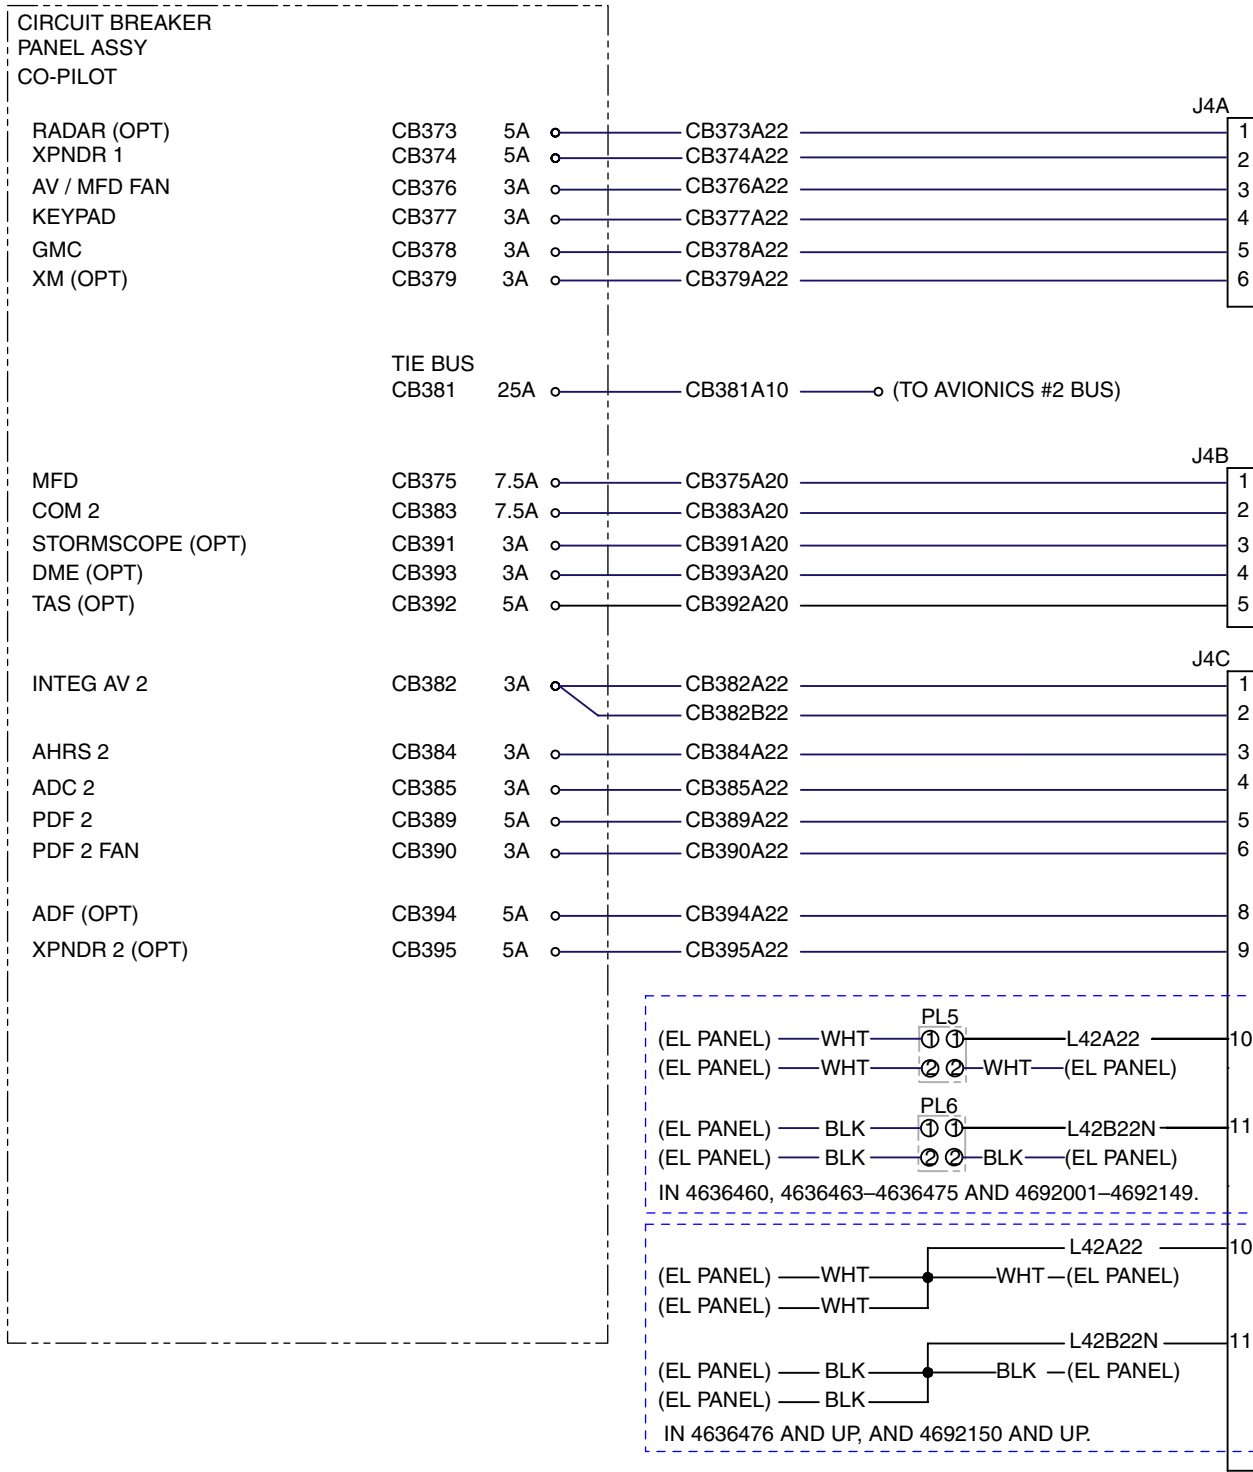 CIRCUIT BREAKER
PANEL ASSY
CO-PILOT
J4A
RADAR (OPT) CB373 5A CB373A22 1
XPNDR 1 CB374 5A CB374A22 2
AV / MFD FAN CB376 3A CB376A22 3
KEYPAD CB377 3A CB377A22 4
GMC CB378 3A CB378A22 5
XM (OPT) CB379 3A CB379A22 6
TIE BUS
CB381 25A CB381A10 (TO AVIONICS #2 BUS)
J4B
MFD CB375 7.5A CB375A20 1
COM 2 CB383 7.5A CB383A20 2
STORMSCOPE (OPT) CB391 3A CB391A20 3
DME (OPT) CB393 3A CB393A20 4
TAS (OPT) CB392 5A CB392A20 5
J4C
INTEG AV 2 CB382 3A CB382A22 1
CB382B22 2
AHRS 2 CB384 3A CB384A22 3
ADC 2 CB385 3A CB385A22 4
PDF 2 CB389 5A CB389A22 5
PDF 2 FAN CB390 3A CB390A22 6
ADF (OPT) CB394 5A CB394A22 8
XPNDR 2 (OPT) CB395 5A CB395A22 9
PL5
(EL PANEL) WHT 1 1 L42A22 10
(EL PANEL) WHT 2 2 WHT (EL PANEL)
PL6
(EL PANEL) BLK 1 1 L42B22N 11
(EL PANEL) BLK 2 2 BLK (EL PANEL)
IN 4636460, 4636463–4636475 AND 4692001–4692149.
L42A22 10
(EL PANEL) WHT WHT (EL PANEL)
(EL PANEL) WHT
L42B22N 11
(EL PANEL) BLK BLK (EL PANEL)
(EL PANEL) BLK
IN 4636476 AND UP, AND 4692150 AND UP.